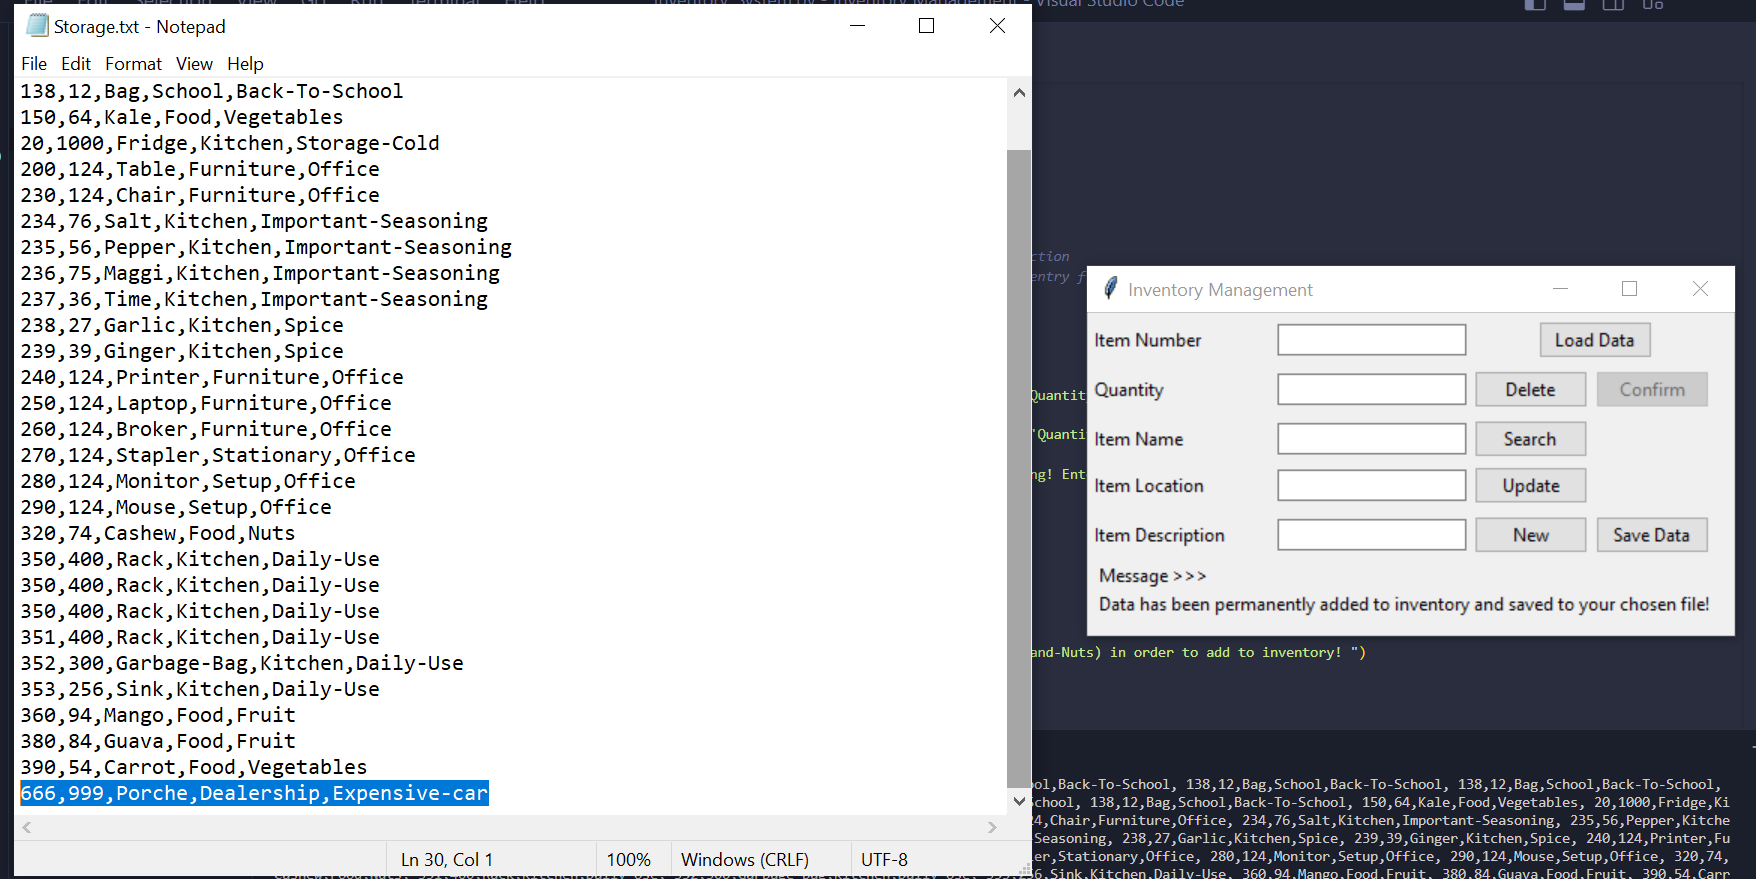 File Edit Selection View Go Run Terminal Help Inventory_System.py - Inventory Management - Visual Studio Code
Storage.txt - Notepad
File Edit Format View Help
138,12,Bag,School,Back-To-School
150,64,Kale,Food,Vegetables
20,1000,Fridge,Kitchen,Storage-Cold
200,124,Table,Furniture,Office
230,124,Chair,Furniture,Office
234,76,Salt,Kitchen,Important-Seasoning
235,56,Pepper,Kitchen,Important-Seasoning
236,75,Maggi,Kitchen,Important-Seasoning
237,36,Time,Kitchen,Important-Seasoning
238,27,Garlic,Kitchen,Spice
239,39,Ginger,Kitchen,Spice
240,124,Printer,Furniture,Office
250,124,Laptop,Furniture,Office
260,124,Broker,Furniture,Office
270,124,Stapler,Stationary,Office
280,124,Monitor,Setup,Office
290,124,Mouse,Setup,Office
320,74,Cashew,Food,Nuts
350,400,Rack,Kitchen,Daily-Use
350,400,Rack,Kitchen,Daily-Use
350,400,Rack,Kitchen,Daily-Use
351,400,Rack,Kitchen,Daily-Use
352,300,Garbage-Bag,Kitchen,Daily-Use
353,256,Sink,Kitchen,Daily-Use
360,94,Mango,Food,Fruit
380,84,Guava,Food,Fruit
390,54,Carrot,Food,Vegetables
666,999,Porche,Dealership,Expensive-car
Ln 30, Col 1 100% Windows (CRLF) UTF-8
ction
entry f
Quantit
'Quanti
ng! Ent
Inventory Management
Item Number Load Data
Quantity Delete Confirm
Item Name Search
Item Location Update
Item Description New Save Data
Message >>>
Data has been permanently added to inventory and saved to your chosen file!
and-Nuts) in order to add to inventory! ")
ool,Back-To-School, 138,12,Bag,School,Back-To-School, 138,12,Bag,School,Back-To-School,
chool, 138,12,Bag,School,Back-To-School, 150,64,Kale,Food,Vegetables, 20,1000,Fridge,Ki
24,Chair,Furniture,Office, 234,76,Salt,Kitchen,Important-Seasoning, 235,56,Pepper,Kitche
-Seasoning, 238,27,Garlic,Kitchen,Spice, 239,39,Ginger,Kitchen,Spice, 240,124,Printer,Fu
er,Stationary,Office, 280,124,Monitor,Setup,Office, 290,124,Mouse,Setup,Office, 320,74,
56,Sink,Kitchen,Daily-Use, 360,94,Mango,Food,Fruit, 380,84,Guava,Food,Fruit, 390,54,Carr